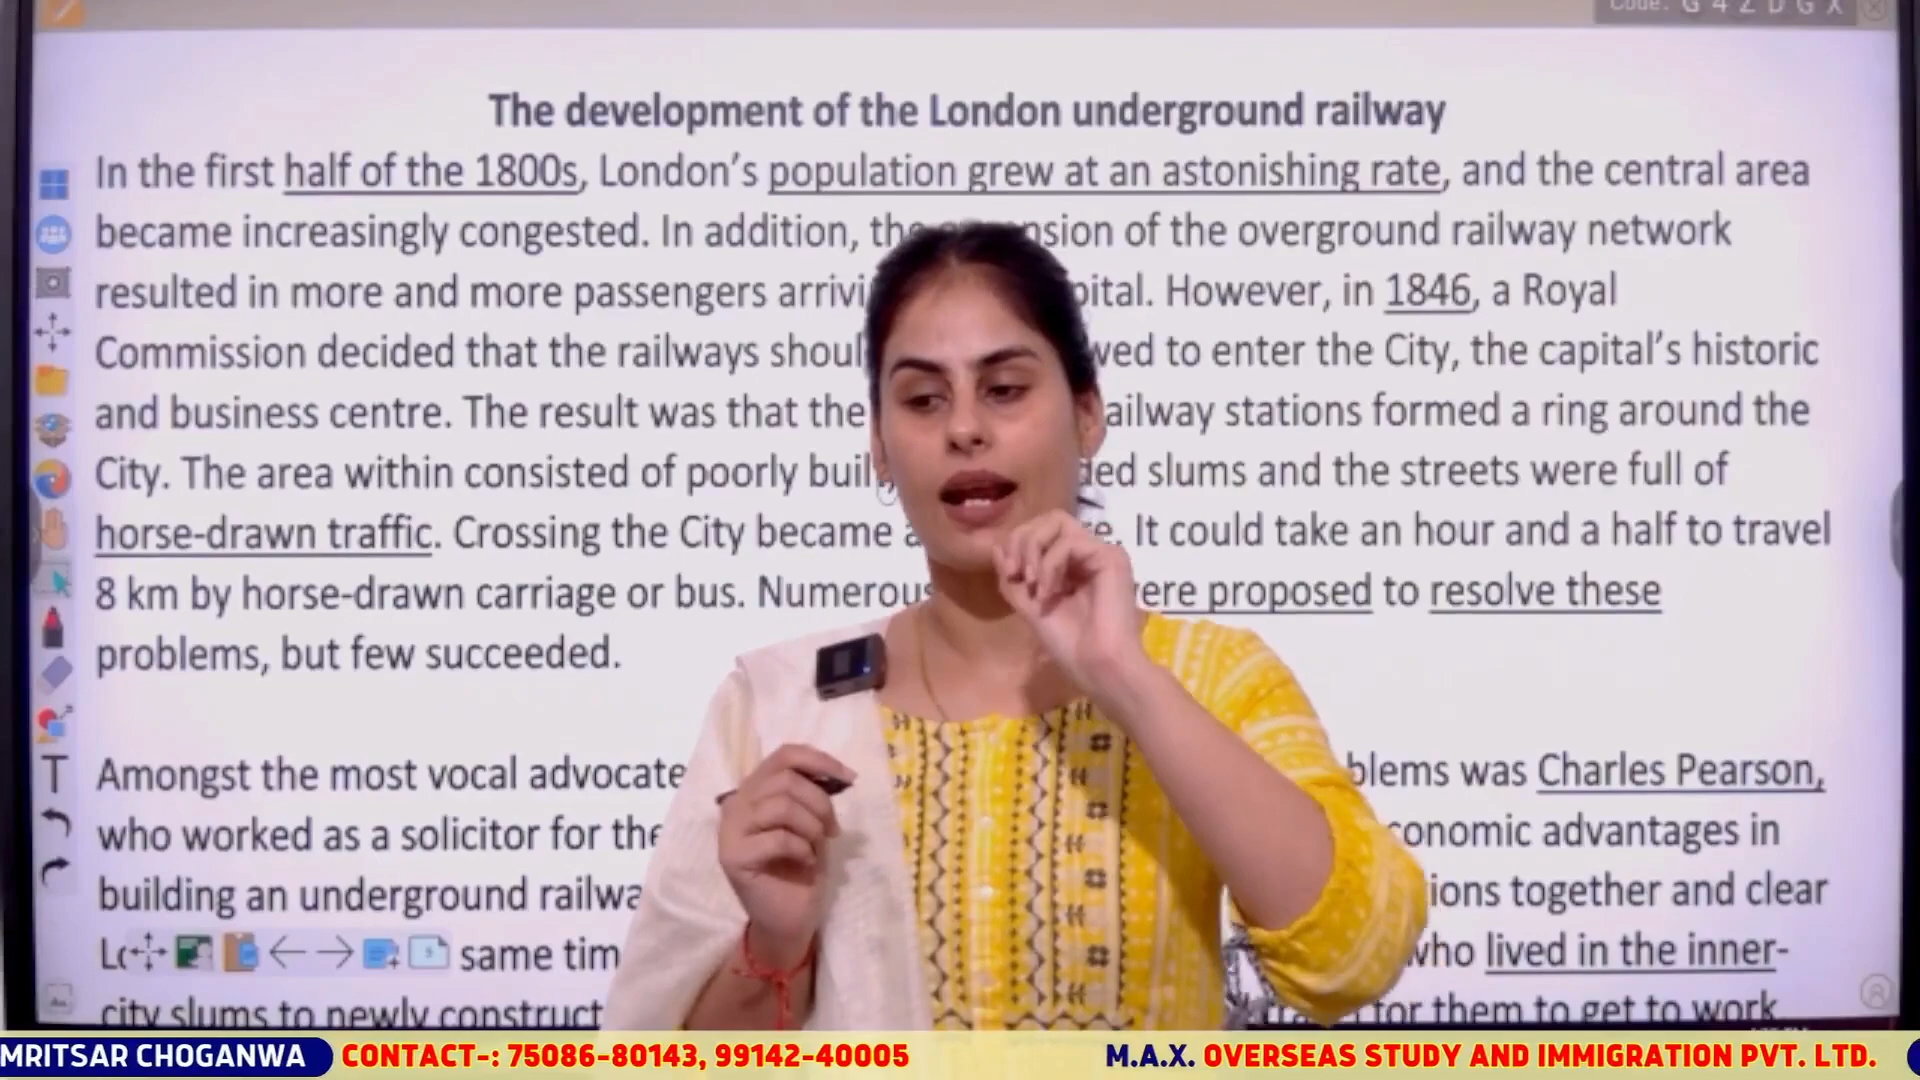 Code: G 4 Z D G X
The development of the London underground railway
In the first half of the 1800s, London's population grew at an astonishing rate, and the central area
became increasingly congested. In addition, the nsion of the overground railway network
resulted in more and more passengers arrivi pital. However, in 1846, a Royal
Commission decided that the railways shoul wed to enter the City, the capital's historic
and business centre. The result was that the ailway stations formed a ring around the
City. The area within consisted of poorly buil ded slums and the streets were full of
horse-drawn traffic. Crossing the City became a e. It could take an hour and a half to travel
8 km by horse-drawn carriage or bus. Numerous ere proposed to resolve these
problems, but few succeeded.
Amongst the most vocal advocate blems was Charles Pearson,
who worked as a solicitor for the conomic advantages in
building an underground railwa ions together and clear
same tim who lived in the inner-
city slums to newly construct for them to get to work
MRITSAR CHOGANWA CONTACT-: 75086-80143, 99142-40005 M.A.X. OVERSEAS STUDY AND IMMIGRATION PVT. LTD.